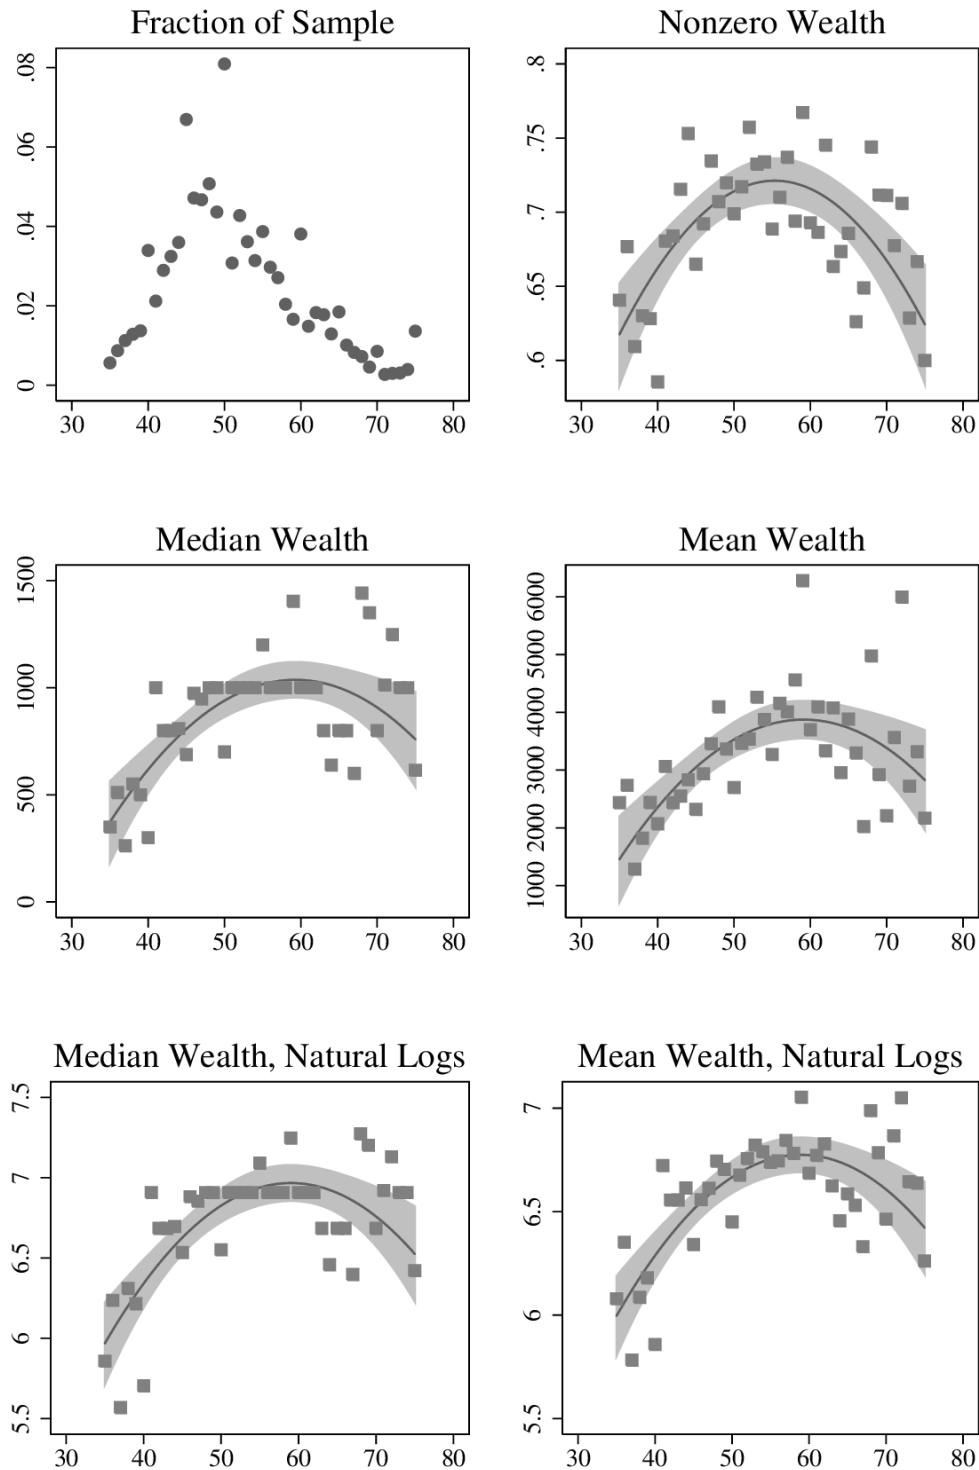 Fraction of Sample
.08
.06
.04
.02
0
30 40 50 60 70 80
Nonzero Wealth
.8
.75
.7
.65
.6
30 40 50 60 70 80
Median Wealth
1500
1000
500
0
30 40 50 60 70 80
Mean Wealth
6000
5000
4000
3000
2000
1000
30 40 50 60 70 80
Median Wealth, Natural Logs
7.5
7
6.5
6
5.5
30 40 50 60 70 80
Mean Wealth, Natural Logs
7
6.5
6
5.5
30 40 50 60 70 80